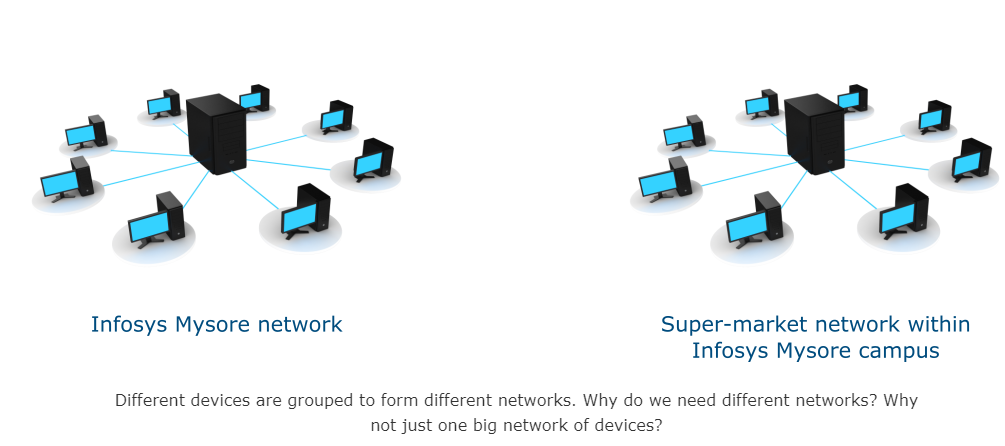 Infosys Mysore network
Super-market network within
Infosys Mysore campus
Different devices are grouped to form different networks. Why do we need different networks? Why
not just one big network of devices?